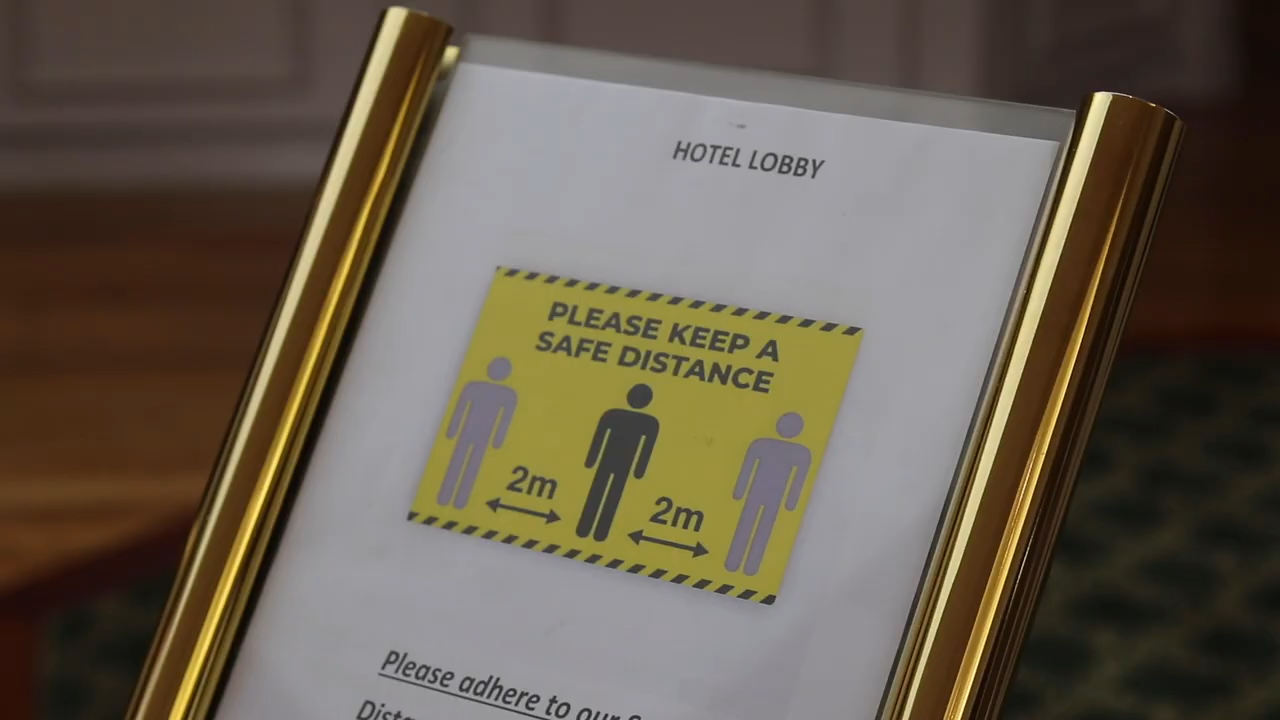 HOTEL LOBBY
PLEASE KEEP A
SAFE DISTANCE
2m
2m
Please adhere to our